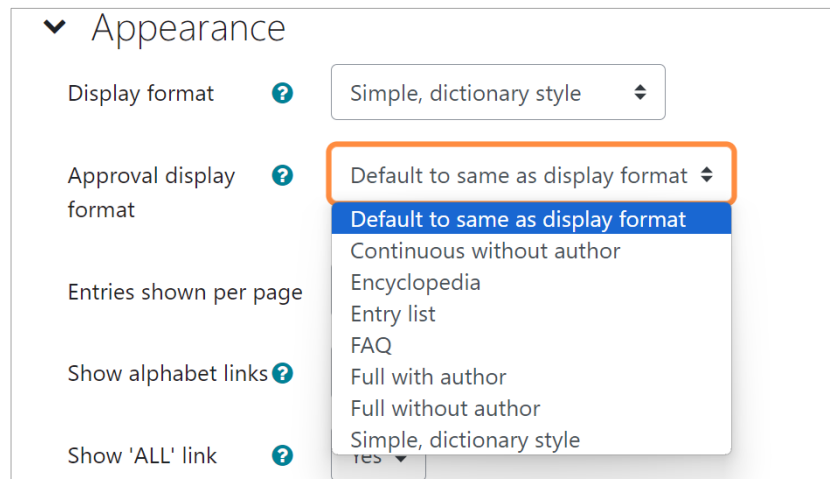 Appearance
Display format
Simple, dictionary style
Approval display
format
Default to same as display format
Default to same as display format
Continuous without author
Encyclopedia
Entry list
FAQ
Full with author
Full without author
Simple, dictionary style
Entries shown per page
Show alphabet links
Show 'ALL' link
Yes